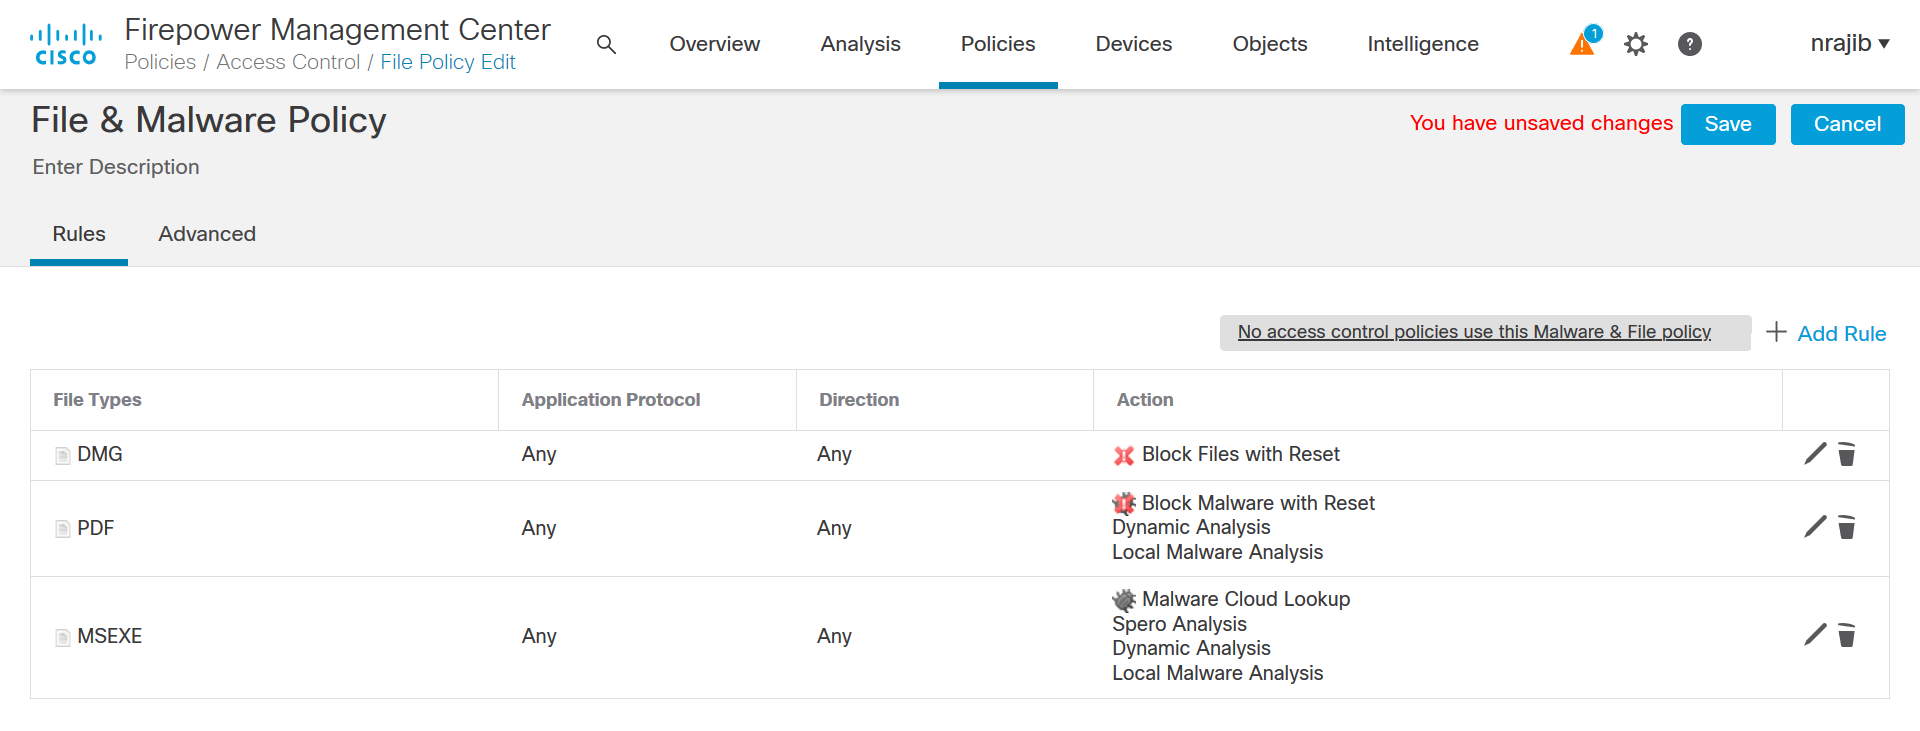 CISCO
Firepower Management Center
Policies / Access Control / File Policy Edit
Overview
Analysis
Policies
Devices
Objects
Intelligence
1
?
nrajib
File & Malware Policy
You have unsaved changes
Save
Cancel
Enter Description
Rules
Advanced
No access control policies use this Malware & File policy
Add Rule
File Types
Application Protocol
Direction
Action
DMG
Any
Any
Block Files with Reset
PDF
Any
Any
Block Malware with Reset
Dynamic Analysis
Local Malware Analysis
MSEXE
Any
Any
Malware Cloud Lookup
Spero Analysis
Dynamic Analysis
Local Malware Analysis